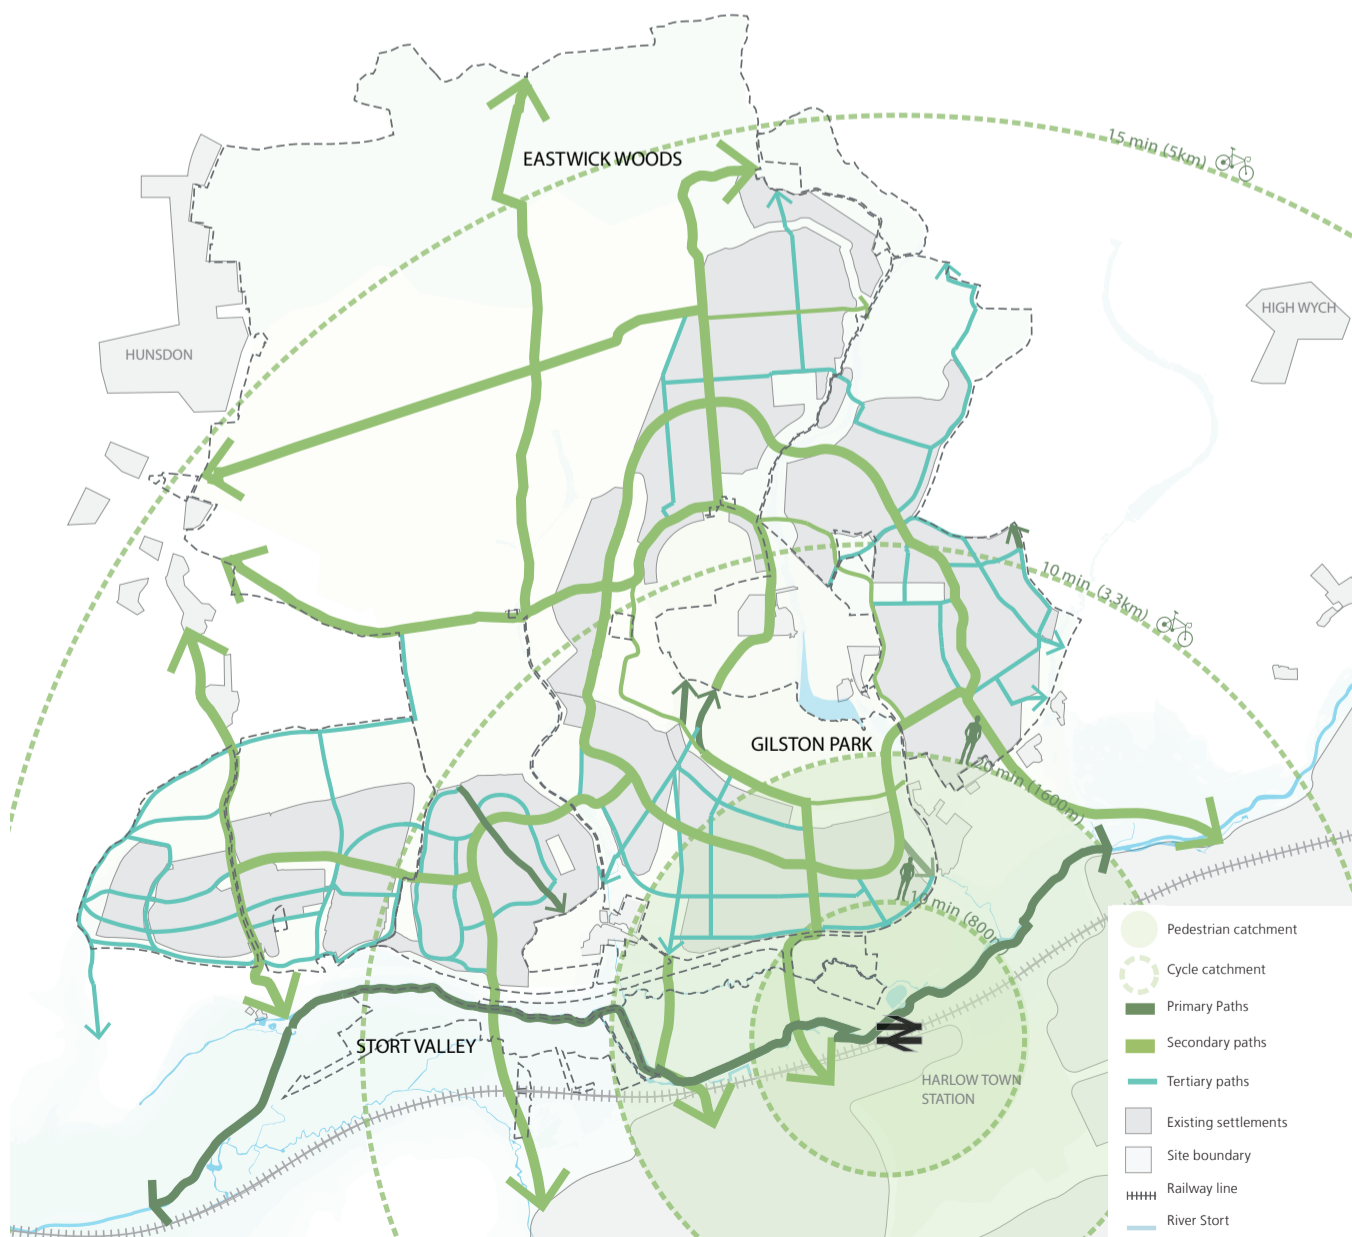 15 min (5km)
EASTWICK WOODS
HIGH WYCH
HUNSDON
10 min (3.3km)
GILSTON PARK
20 min (1600m)
10 min (800m
STORT VALLEY
HARLOW TOWN
STATION
Pedestrian catchment
Cycle catchment
Primary Paths
Secondary paths
Tertiary paths
Existing settlements
Site boundary
Railway line
River Stort